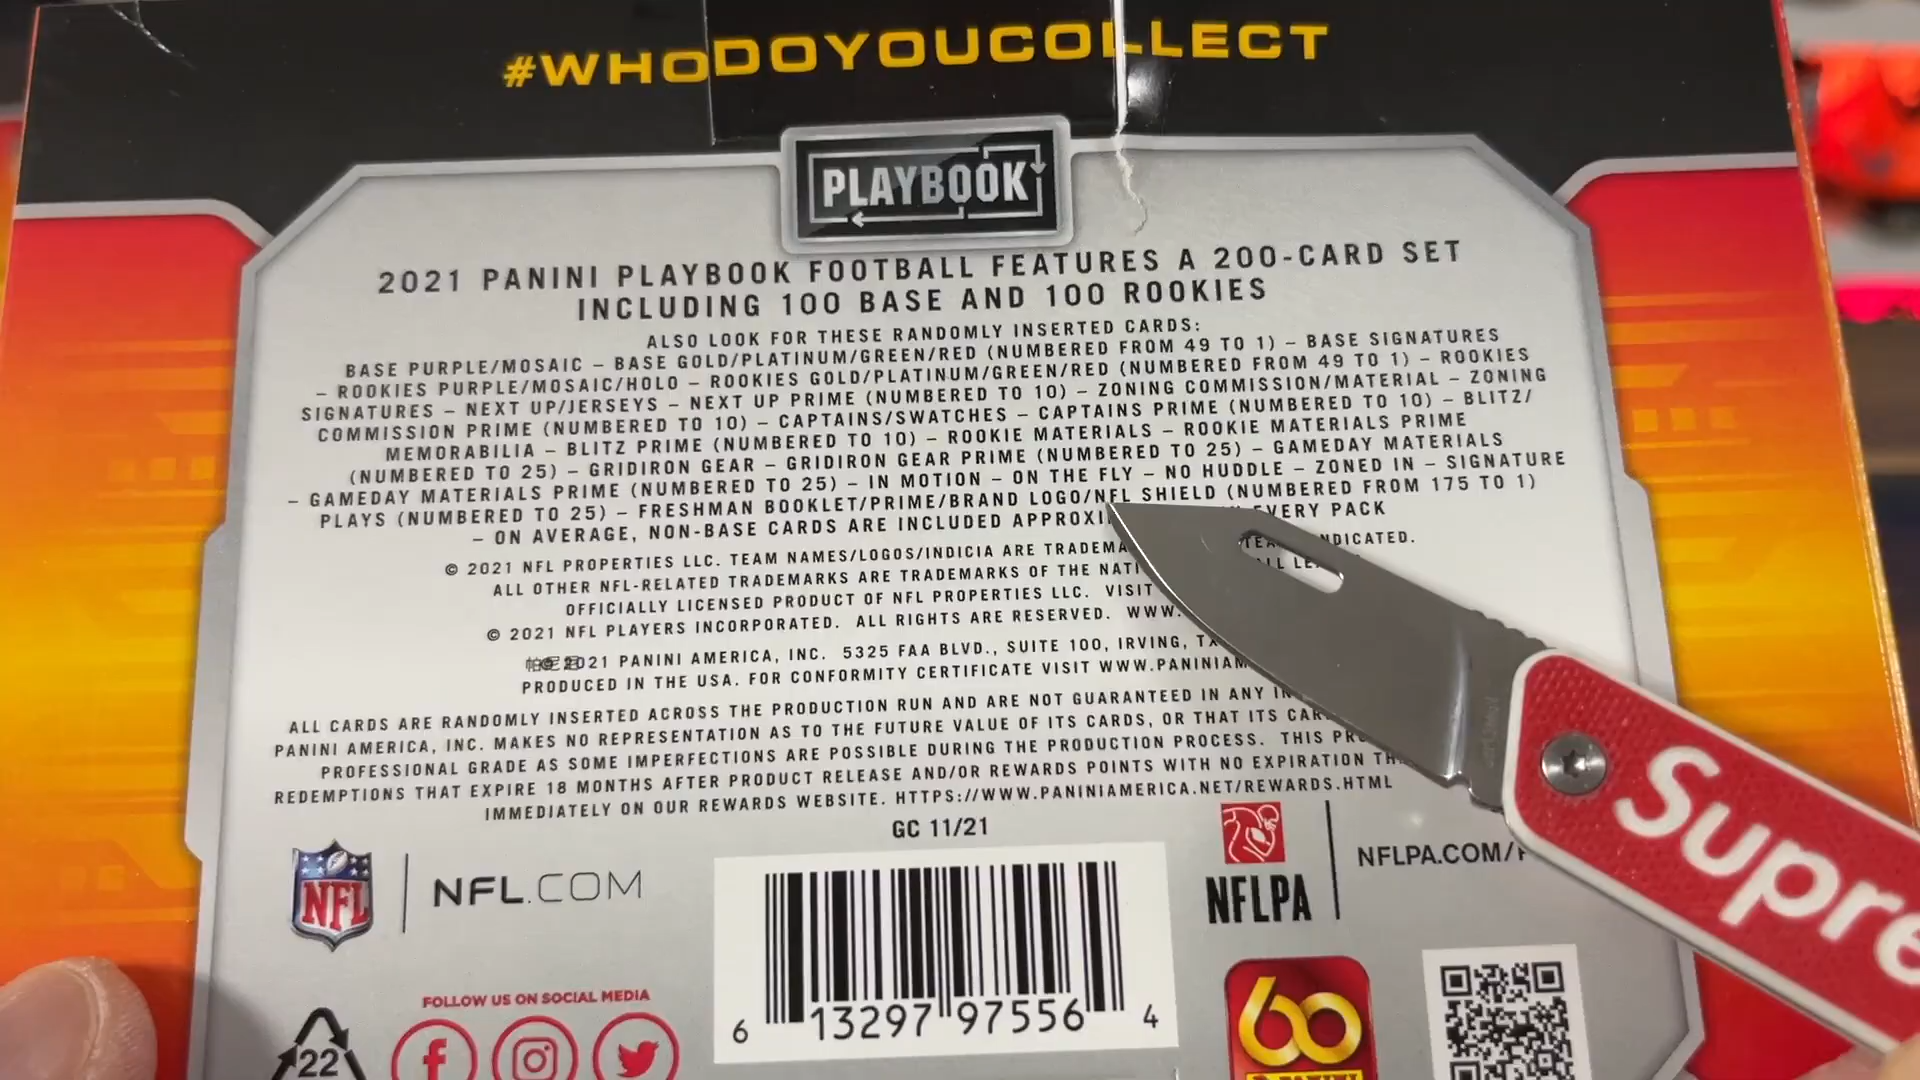 #WHODOYOUCOLLECT
PLAYBOOK
2021 PANINI PLAYBOOK FOOTBALL FEATURES A 200-CARD SET
INCLUDING 100 BASE AND 100 ROOKIES
ALSO LOOK FOR THESE RANDOMLY INSERTED CARDS:
BASE PURPLE/MOSAIC – BASE GOLD/PLATINUM/GREEN/RED (NUMBERED FROM 49 TO 1) – BASE SIGNATURES
– ROOKIES PURPLE/MOSAIC/HOLO – ROOKIES GOLD/PLATINUM/GREEN/RED (NUMBERED FROM 49 TO 1) – ROOKIES
SIGNATURES – NEXT UP/JERSEYS – NEXT UP PRIME (NUMBERED TO 10) – ZONING COMMISSION/MATERIAL – ZONING
COMMISSION PRIME (NUMBERED TO 10) – CAPTAINS/SWATCHES – CAPTAINS PRIME (NUMBERED TO 10) – BLITZ/
MEMORABILIA – BLITZ PRIME (NUMBERED TO 10) – ROOKIE MATERIALS – ROOKIE MATERIALS PRIME
(NUMBERED TO 25) – GRIDIRON GEAR – GRIDIRON GEAR PRIME (NUMBERED TO 25) – GAMEDAY MATERIALS
– GAMEDAY MATERIALS PRIME (NUMBERED TO 25) – IN MOTION – ON THE FLY – NO HUDDLE – ZONED IN – SIGNATURE
PLAYS (NUMBERED TO 25) – FRESHMAN BOOKLET/PRIME/BRAND LOGO/NFL SHIELD (NUMBERED FROM 175 TO 1)
– ON AVERAGE, NON-BASE CARDS ARE INCLUDED EVERY PACK
© 2021 NFL PROPERTIES LLC. TEAM NAMES/LOGOS/INDICIA ARE
ALL OTHER NFL-RELATED TRADEMARKS ARE TRADEMARKS OF THE
OFFICIALLY LICENSED PRODUCT OF NFL PROPERTIES LLC. VISIT
© 2021 NFL PLAYERS INCORPORATED. ALL RIGHTS ARE RESERVED. WWW.
帕尼尼 © 2021 PANINI AMERICA, INC. 5325 FAA BLVD., SUITE 100, IRVING, TX
PRODUCED IN THE USA. FOR CONFORMITY CERTIFICATE VISIT
ALL CARDS ARE RANDOMLY INSERTED ACROSS THE PRODUCTION RUN AND ARE NOT GUARANTEED IN ANY
PANINI AMERICA, INC. MAKES NO REPRESENTATION AS TO THE FUTURE VALUE OF ITS CARDS, OR THAT ITS
PROFESSIONAL GRADE AS SOME IMPERFECTIONS ARE POSSIBLE DURING THE PRODUCTION PROCESS. THIS
REDEMPTIONS THAT EXPIRE 18 MONTHS AFTER PRODUCT RELEASE AND/OR REWARDS POINTS WITH NO EXPIRATION
IMMEDIATELY ON OUR REWARDS WEBSITE. HTTPS://WWW.PANINIAMERICA.NET/REWARDS.HTML
GC 11/21
NFL
NFL.COM
NFLPA
NFLPA.COM/
Supre
FOLLOW US ON SOCIAL MEDIA
22
6 13297 97556 4
60